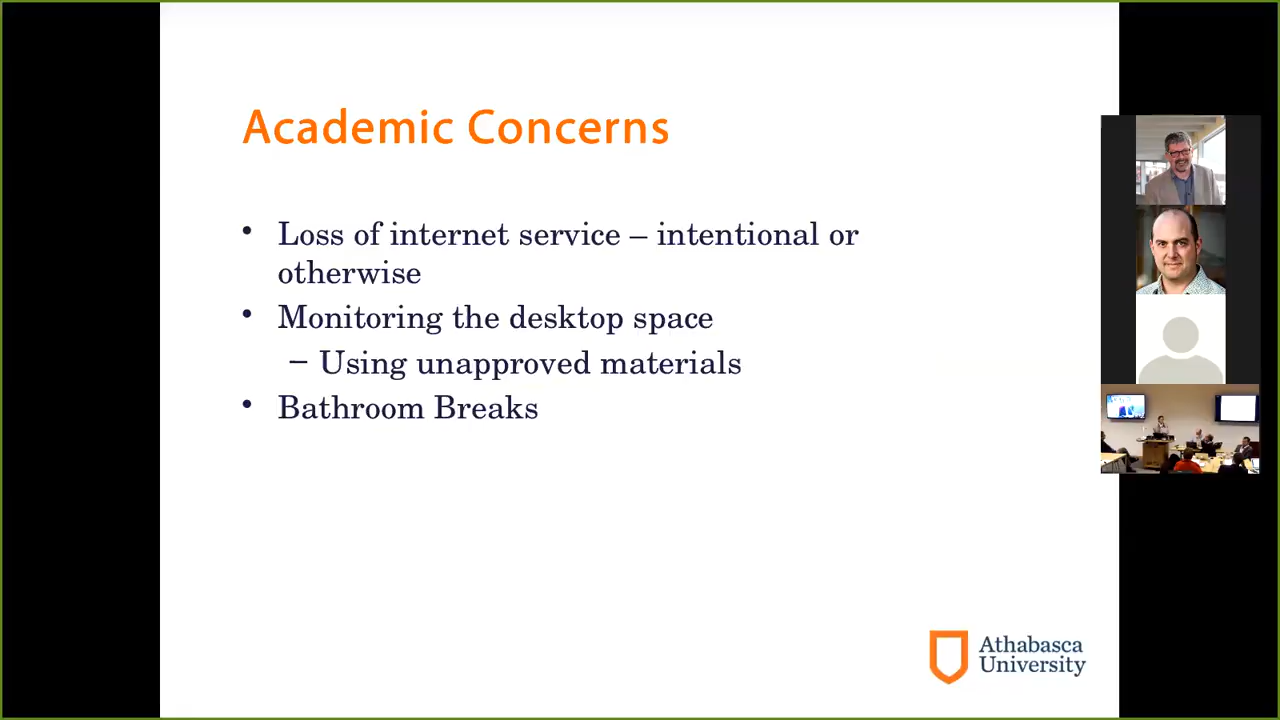 Academic Concerns
• Loss of internet service – intentional or
otherwise
• Monitoring the desktop space
– Using unapproved materials
• Bathroom Breaks
Athabasca
University